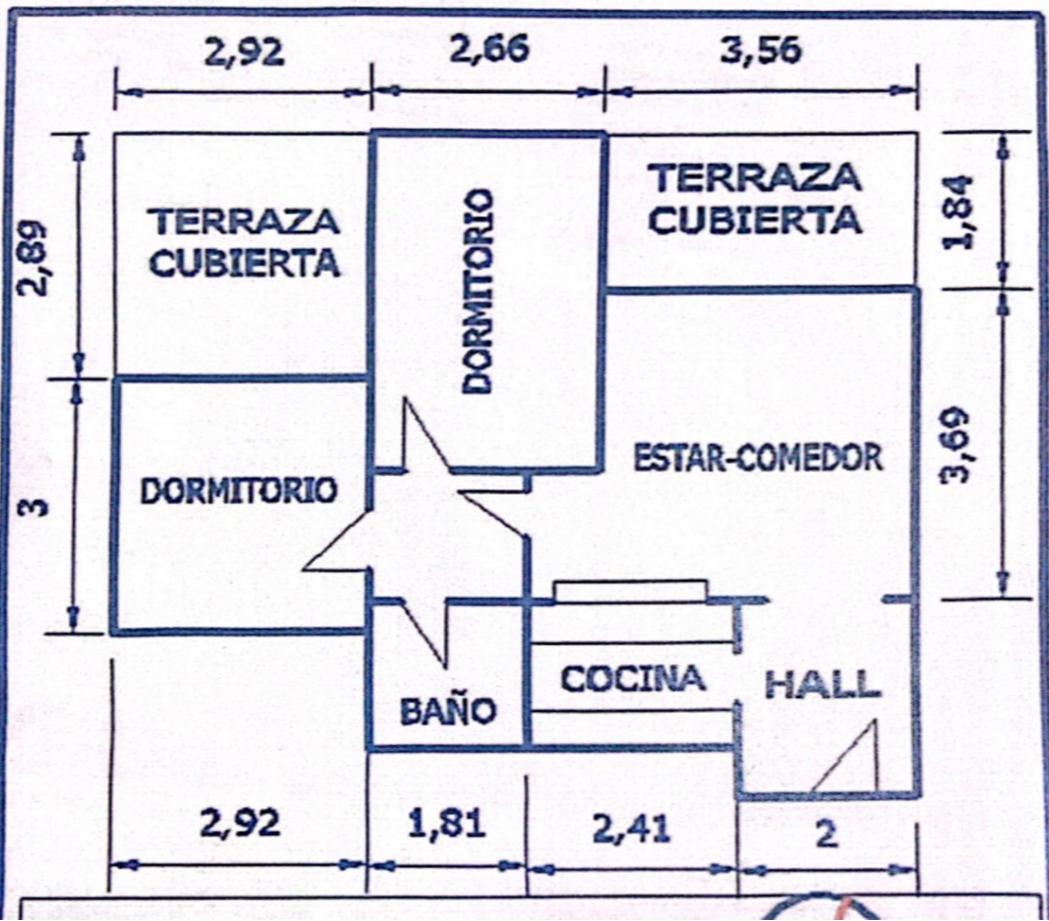 2,92
2,66
3,56
TERRAZA
CUBIERTA
DORMITORIO
TERRAZA
CUBIERTA
1,84
2,89
DORMITORIO
ESTAR-COMEDOR
3,69
3
BAÑO
COCINA
HALL
2,92
1,81
2,41
2